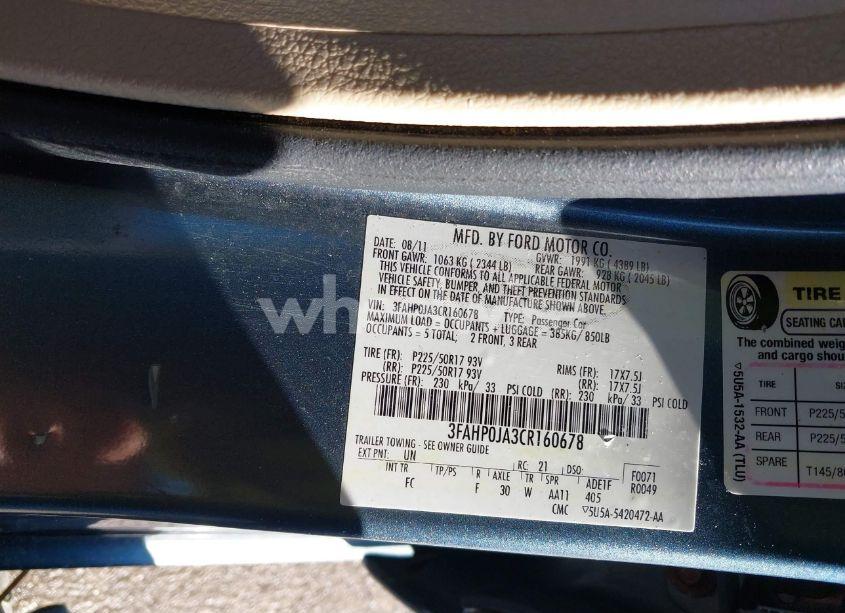 MFD. BY FORD MOTOR CO.
DATE: 08/11 GVWR: 1991 KG ( 4389 LB)
FRONT GAWR: 1063 KG ( 2344 LB) REAR GAWR: 928 KG ( 2045 LB)
THIS VEHICLE CONFORMS TO ALL APPLICABLE FEDERAL MOTOR
VEHICLE SAFETY, BUMPER, AND THEFT PREVENTION STANDARDS
IN EFFECT ON THE DATE OF MANUFACTURE SHOWN ABOVE.
VIN: 3FAHP0JA3CR160678 TYPE: Passenger Car
MAXIMUM LOAD = OCCUPANTS + LUGGAGE = 385KG/ 850LB
OCCUPANTS = 5 TOTAL; 2 FRONT, 3 REAR
TIRE (FR): P225/50R17 93V RIMS (FR): 17X7.5J
(RR): P225/50R17 93V (RR): 17X7.5J
PRESSURE (FR): 230 kPa/ 33 PSI COLD (RR): 230 kPa/ 33 PSI COLD
3FAHP0JA3CR160678
TRAILER TOWING - SEE OWNER GUIDE
EXT PNT: UN RC: 21 DSO: F0071
INT TR TP/PS R AXLE TR SPR ADE1F R0049
FC F 30 W AA11 405
CMC ▽5U5A-5420472-AA
▽5U5A-1532-AA (TLU)
TIRE
SEATING CA
The combined weig
and cargo shou
TIRE SI
FRONT P225/5
REAR P225/5
SPARE T145/8